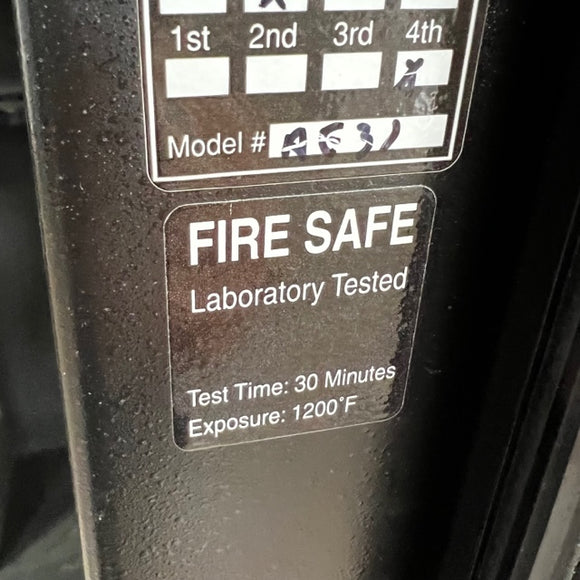 1st 2nd 3rd 4th
X
Model #
FIRE SAFE
Laboratory Tested
Test Time: 30 Minutes
Exposure: 1200°F